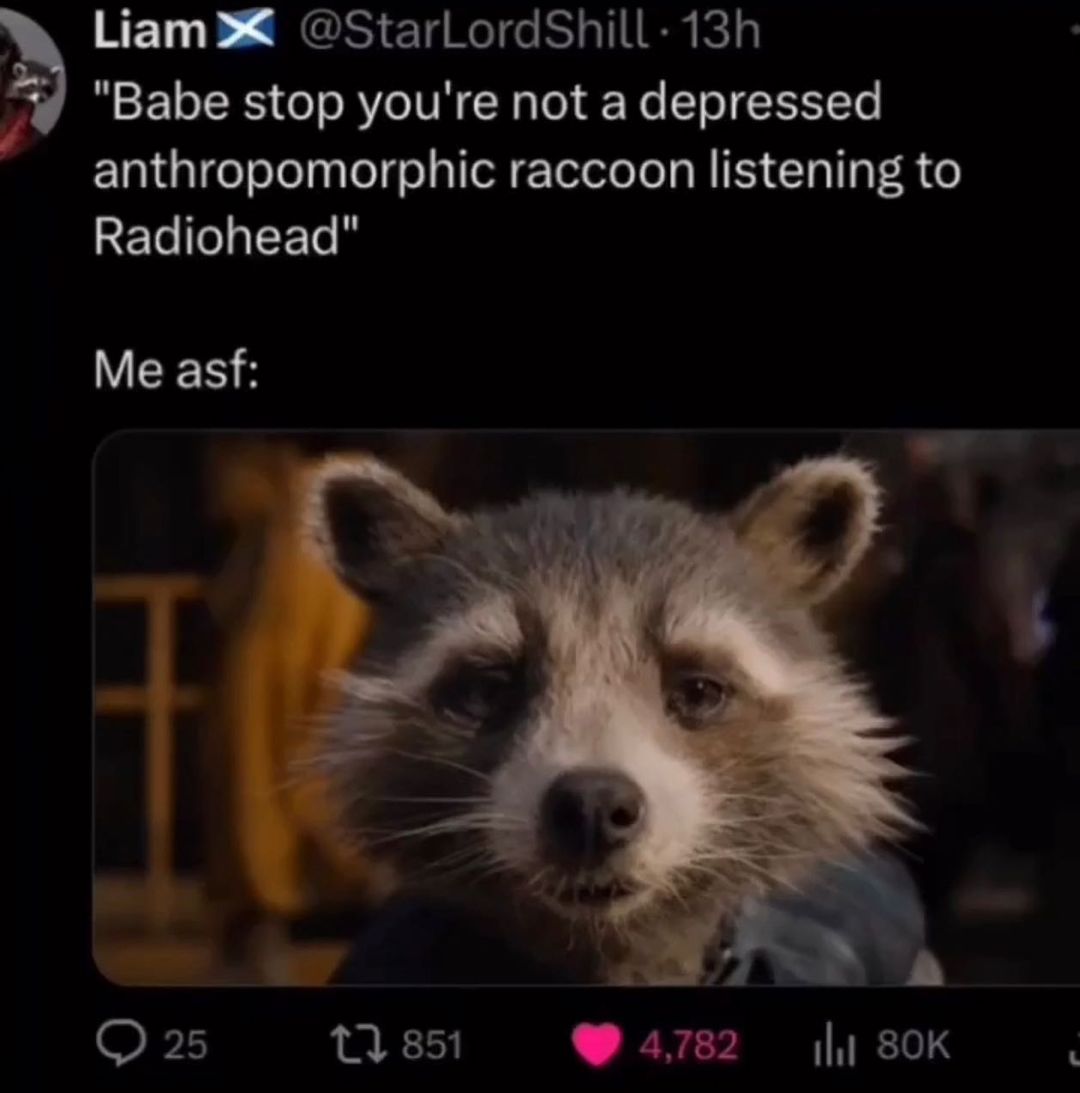 Liam @StarLordShill · 13h
"Babe stop you're not a depressed
anthropomorphic raccoon listening to
Radiohead"
Me asf:
25 851 4,782 80K